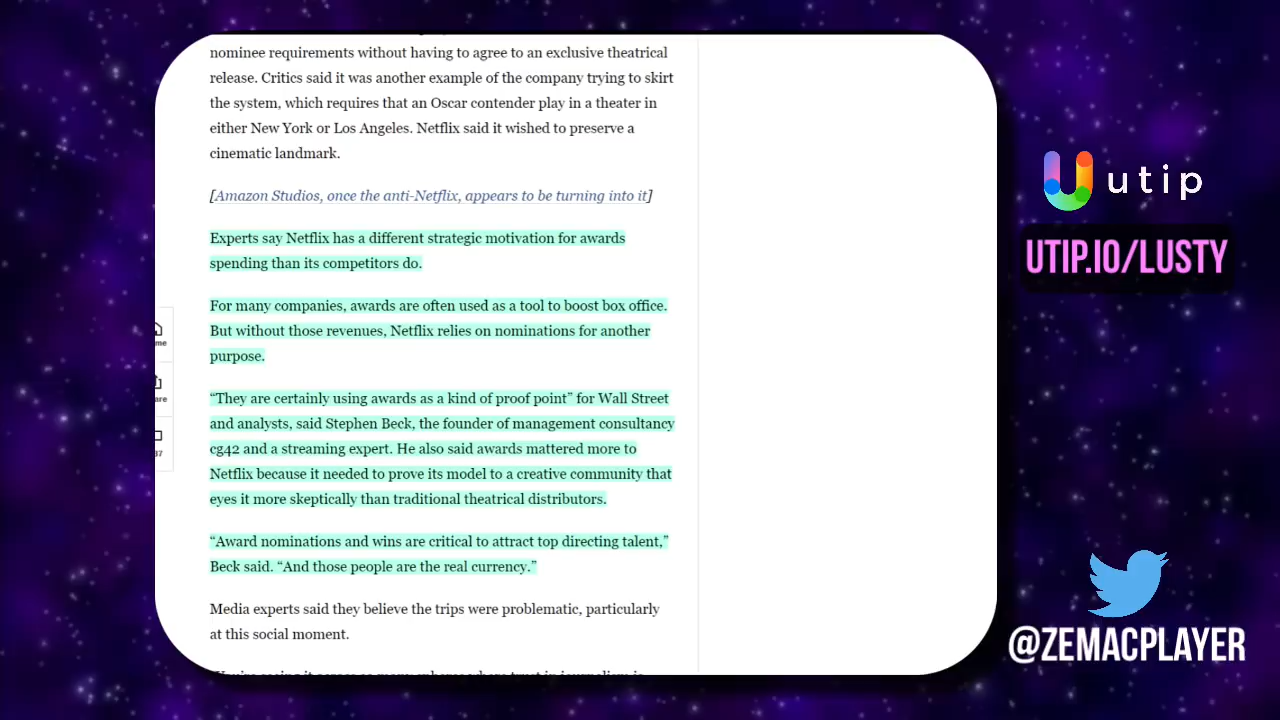 nominee requirements without having to agree to an exclusive theatrical
release. Critics said it was another example of the company trying to skirt
the system, which requires that an Oscar contender play in a theater in
either New York or Los Angeles. Netflix said it wished to preserve a
cinematic landmark.
[Amazon Studios, once the anti-Netflix, appears to be turning into it]
Experts say Netflix has a different strategic motivation for awards
spending than its competitors do.
For many companies, awards are often used as a tool to boost box office.
But without those revenues, Netflix relies on nominations for another
purpose.
“They are certainly using awards as a kind of proof point” for Wall Street
and analysts, said Stephen Beck, the founder of management consultancy
cg42 and a streaming expert. He also said awards mattered more to
Netflix because it needed to prove its model to a creative community that
eyes it more skeptically than traditional theatrical distributors.
“Award nominations and wins are critical to attract top directing talent,”
Beck said. “And those people are the real currency.”
Media experts said they believe the trips were problematic, particularly
at this social moment.
me
are
37
utip
UTIP.IO/LUSTY
@ZEMACPLAYER